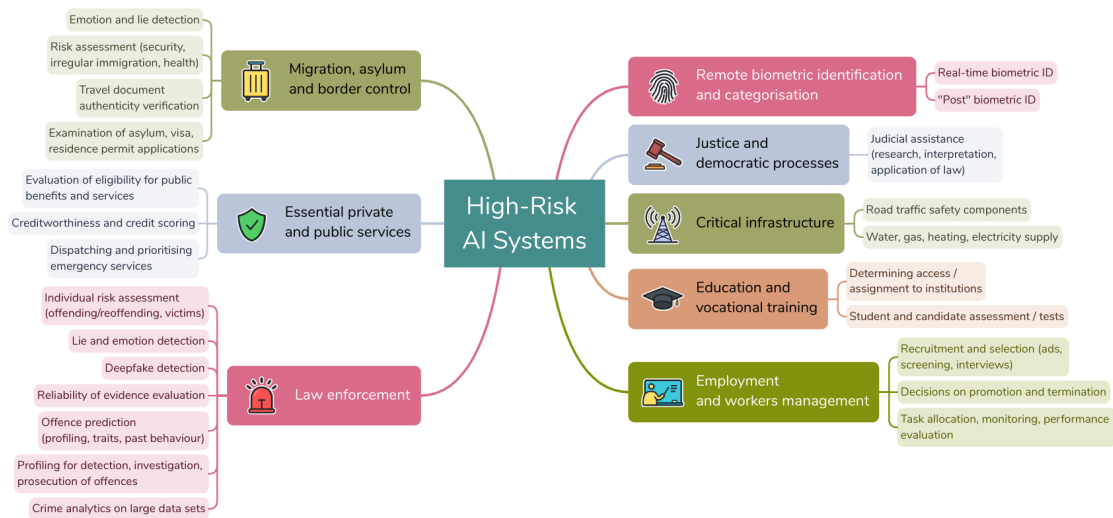 High-Risk
AI Systems
Migration, asylum
and border control
Emotion and lie detection
Risk assessment (security,
irregular immigration, health)
Travel document
authenticity verification
Examination of asylum, visa,
residence permit applications
Essential private
and public services
Evaluation of eligibility for public
benefits and services
Creditworthiness and credit scoring
Dispatching and prioritising
emergency services
Law enforcement
Individual risk assessment
(offending/reoffending, victims)
Lie and emotion detection
Deepfake detection
Reliability of evidence evaluation
Offence prediction
(profiling, traits, past behaviour)
Profiling for detection, investigation,
prosecution of offences
Crime analytics on large data sets
Remote biometric identification
and categorisation
Real-time biometric ID
"Post" biometric ID
Justice and
democratic processes
Judicial assistance
(research, interpretation,
application of law)
Critical infrastructure
Road traffic safety components
Water, gas, heating, electricity supply
Education and
vocational training
Determining access /
assignment to institutions
Student and candidate assessment / tests
Employment
and workers management
Recruitment and selection (ads,
screening, interviews)
Decisions on promotion and termination
Task allocation, monitoring, performance
evaluation